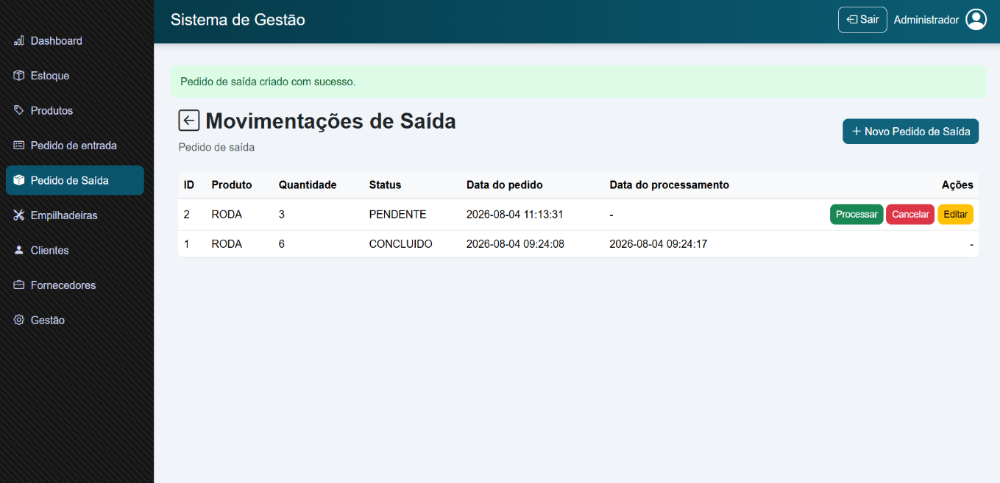 Sistema de Gestão
Sair Administrador
Dashboard
Estoque
Produtos
Pedido de entrada
Pedido de Saída
Empilhadeiras
Clientes
Fornecedores
Gestão
Pedido de saída criado com sucesso.
Movimentações de Saída
Pedido de saída
+ Novo Pedido de Saída
ID Produto Quantidade Status Data do pedido Data do processamento Ações
2 RODA 3 PENDENTE 2026-08-04 11:13:31 - Processar Cancelar Editar
1 RODA 6 CONCLUIDO 2026-08-04 09:24:08 2026-08-04 09:24:17 -